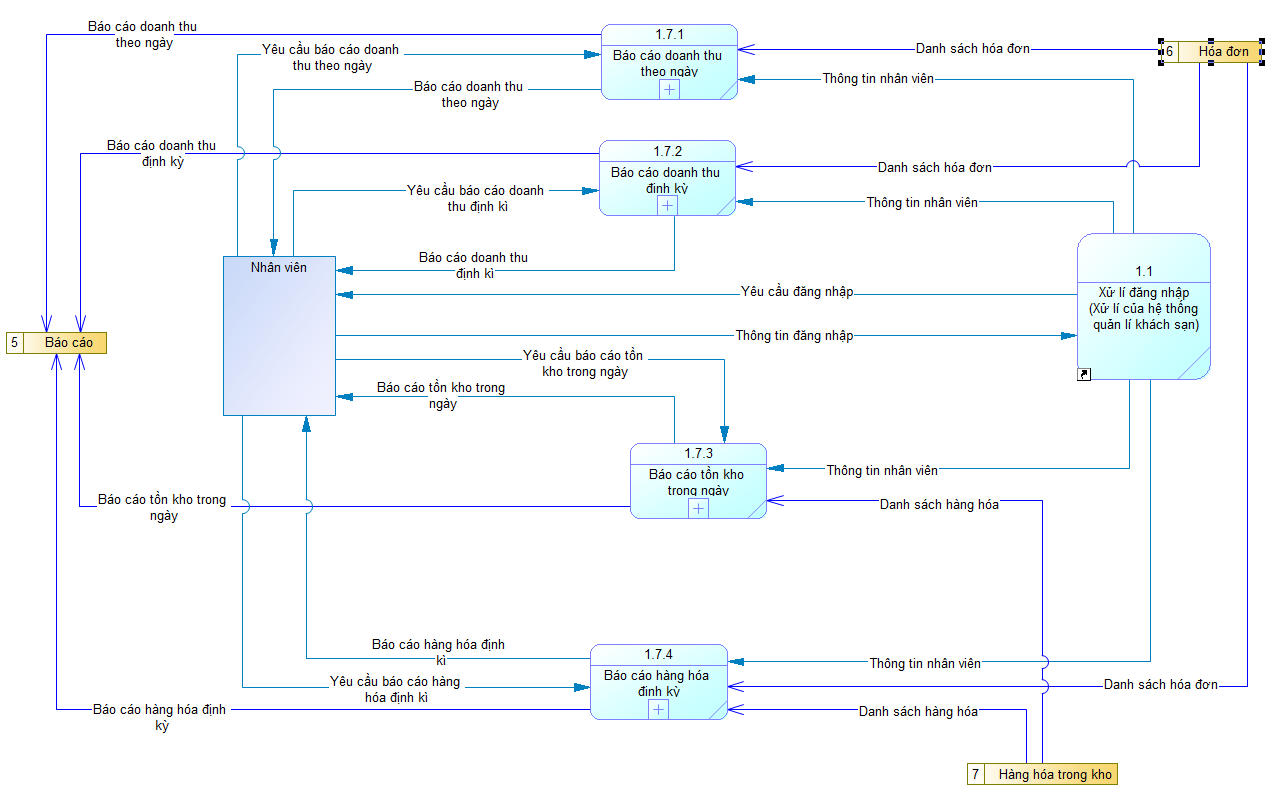 Báo cáo doanh thu
theo ngày
Yêu cầu báo cáo doanh
thu theo ngày
1.7.1
Báo cáo doanh thu
theo ngày
Danh sách hóa đơn
6 Hóa đơn
Thông tin nhân viên
Báo cáo doanh thu
theo ngày
Báo cáo doanh thu
định kỳ
1.7.2
Báo cáo doanh thu
định kỳ
Danh sách hóa đơn
Yêu cầu báo cáo doanh
thu định kì
Thông tin nhân viên
Báo cáo doanh thu
định kì
Nhân viên
1.1
Xử lí đăng nhập
(Xử lí của hệ thống
quản lí khách sạn)
Yêu cầu đăng nhập
Thông tin đăng nhập
5 Báo cáo
Yêu cầu báo cáo tồn
kho trong ngày
Báo cáo tồn kho trong
ngày
1.7.3
Báo cáo tồn kho
trong ngày
Thông tin nhân viên
Báo cáo tồn kho trong
ngày
Danh sách hàng hóa
Báo cáo hàng hóa định
kì
1.7.4
Báo cáo hàng hóa
định kỳ
Thông tin nhân viên
Yêu cầu báo cáo hàng
hóa định kì
Danh sách hóa đơn
Báo cáo hàng hóa định
kỳ
Danh sách hàng hóa
7 Hàng hóa trong kho